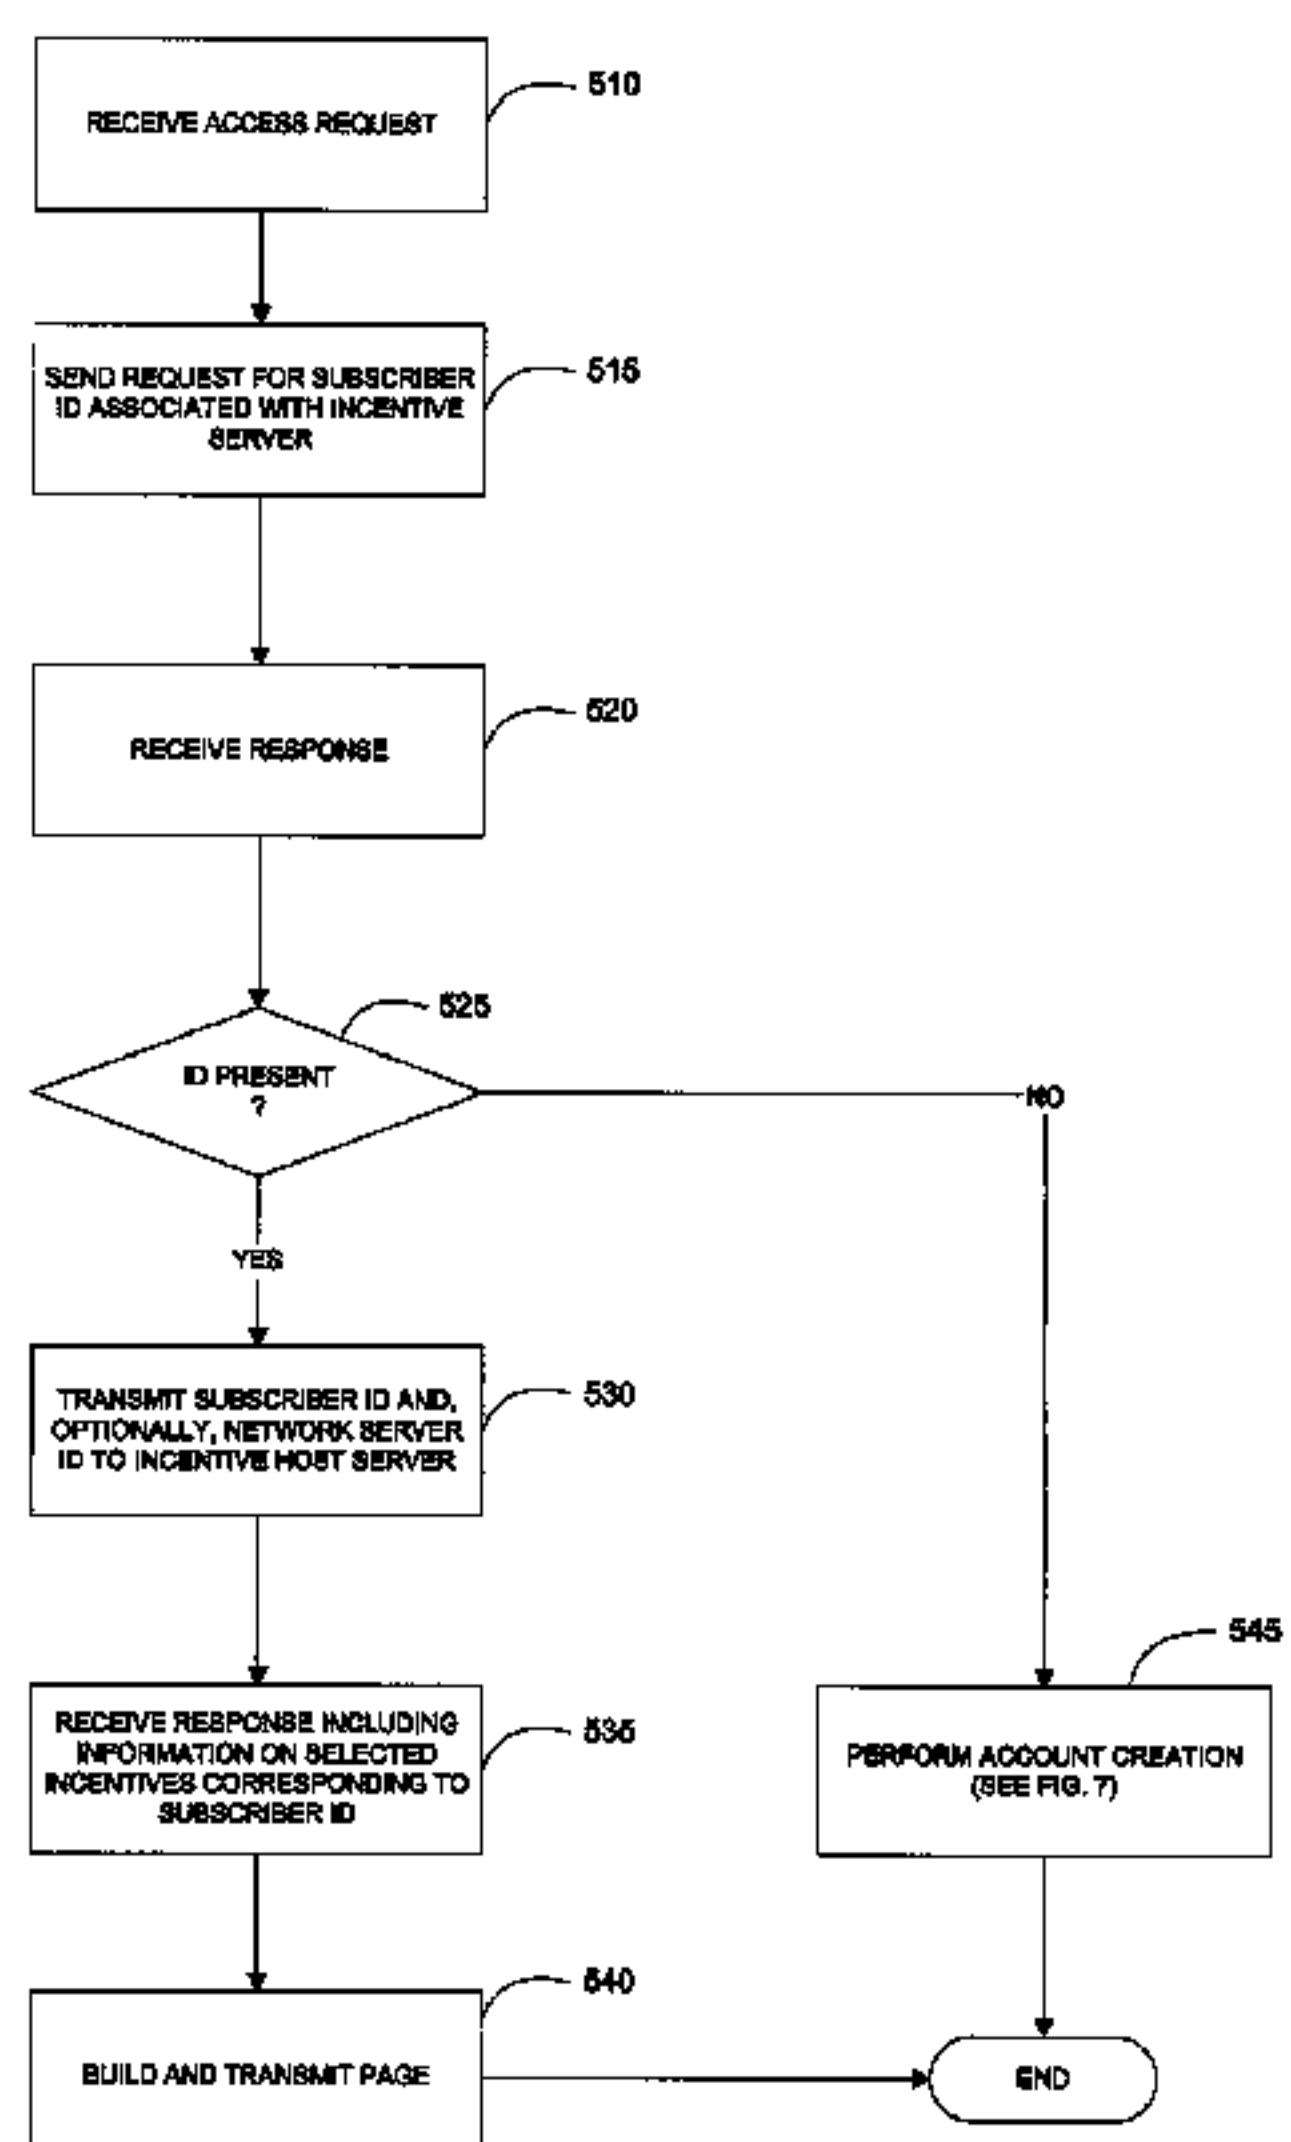 RECEIVE ACCESS REQUEST
510
SEND REQUEST FOR SUBSCRIBER
ID ASSOCIATED WITH INCENTIVE
SERVER
515
RECEIVE RESPONSE
520
525
ID PRESENT
?
NO
YES
TRANSMIT SUBSCRIBER ID AND,
OPTIONALLY, NETWORK SERVER
ID TO INCENTIVE HOST SERVER
530
RECEIVE RESPONSE INCLUDING
INFORMATION ON SELECTED
INCENTIVES CORRESPONDING TO
SUBSCRIBER ID
535
545
PERFORM ACCOUNT CREATION
(SEE FIG. 7)
540
BUILD AND TRANSMIT PAGE
END